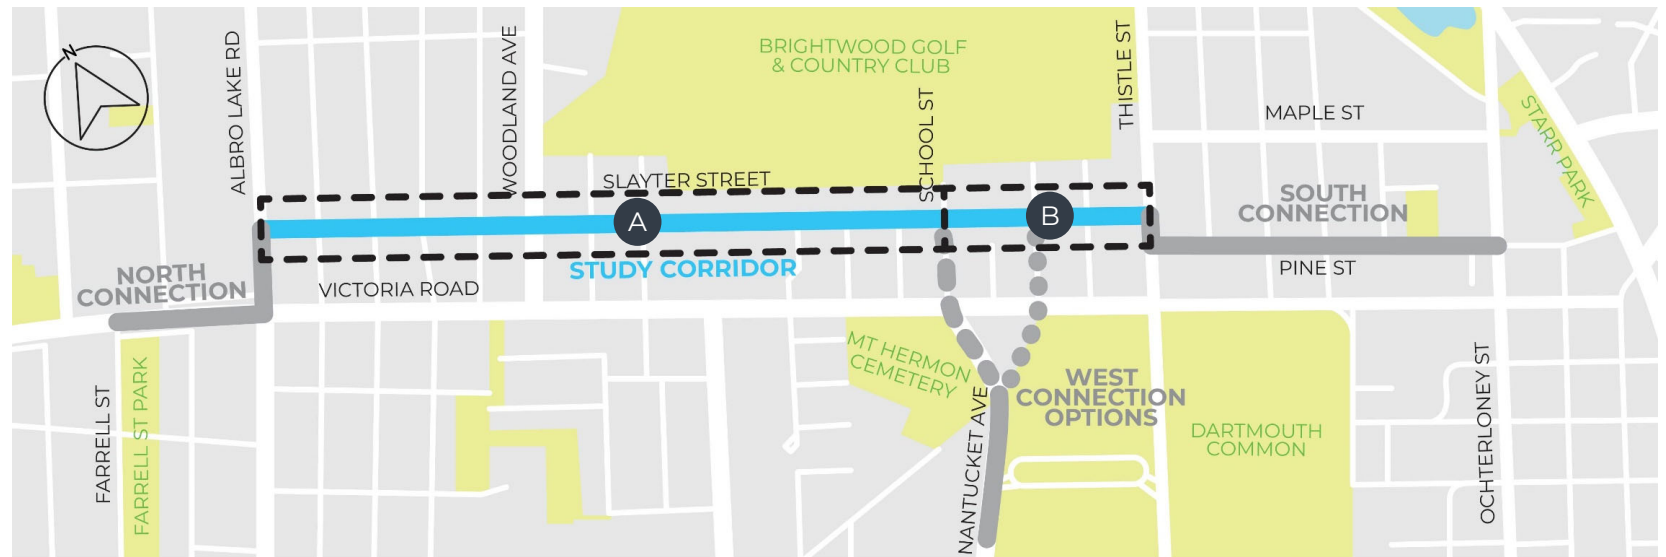 N
ALBRO LAKE RD
WOODLAND AVE
BRIGHTWOOD GOLF
& COUNTRY CLUB
SCHOOL ST
THISTLE ST
MAPLE ST
STARR PARK
SLAYTER STREET
A
B
SOUTH
CONNECTION
STUDY CORRIDOR
NORTH
CONNECTION
VICTORIA ROAD
PINE ST
MT HERMON
CEMETERY
WEST
CONNECTION
OPTIONS
NANTUCKET AVE
DARTMOUTH
COMMON
OCHTERLONEY ST
FARRELL ST
FARRELL ST PARK